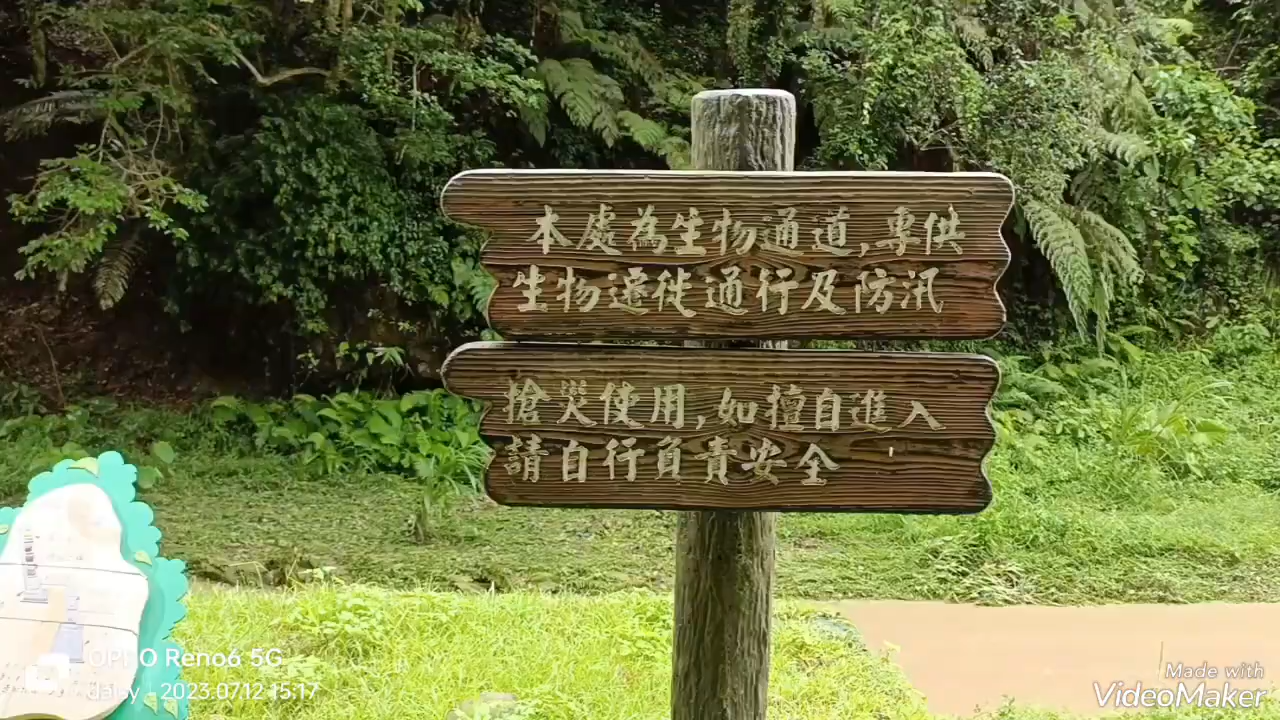 本處為生物通道,專供
生物遷徙通行及防汛
搶災使用,如擅自進入
請自行負責安全
OPPO Reno6 5G
daisy · 2023.07.12 15:17
Made with
VideoMaker